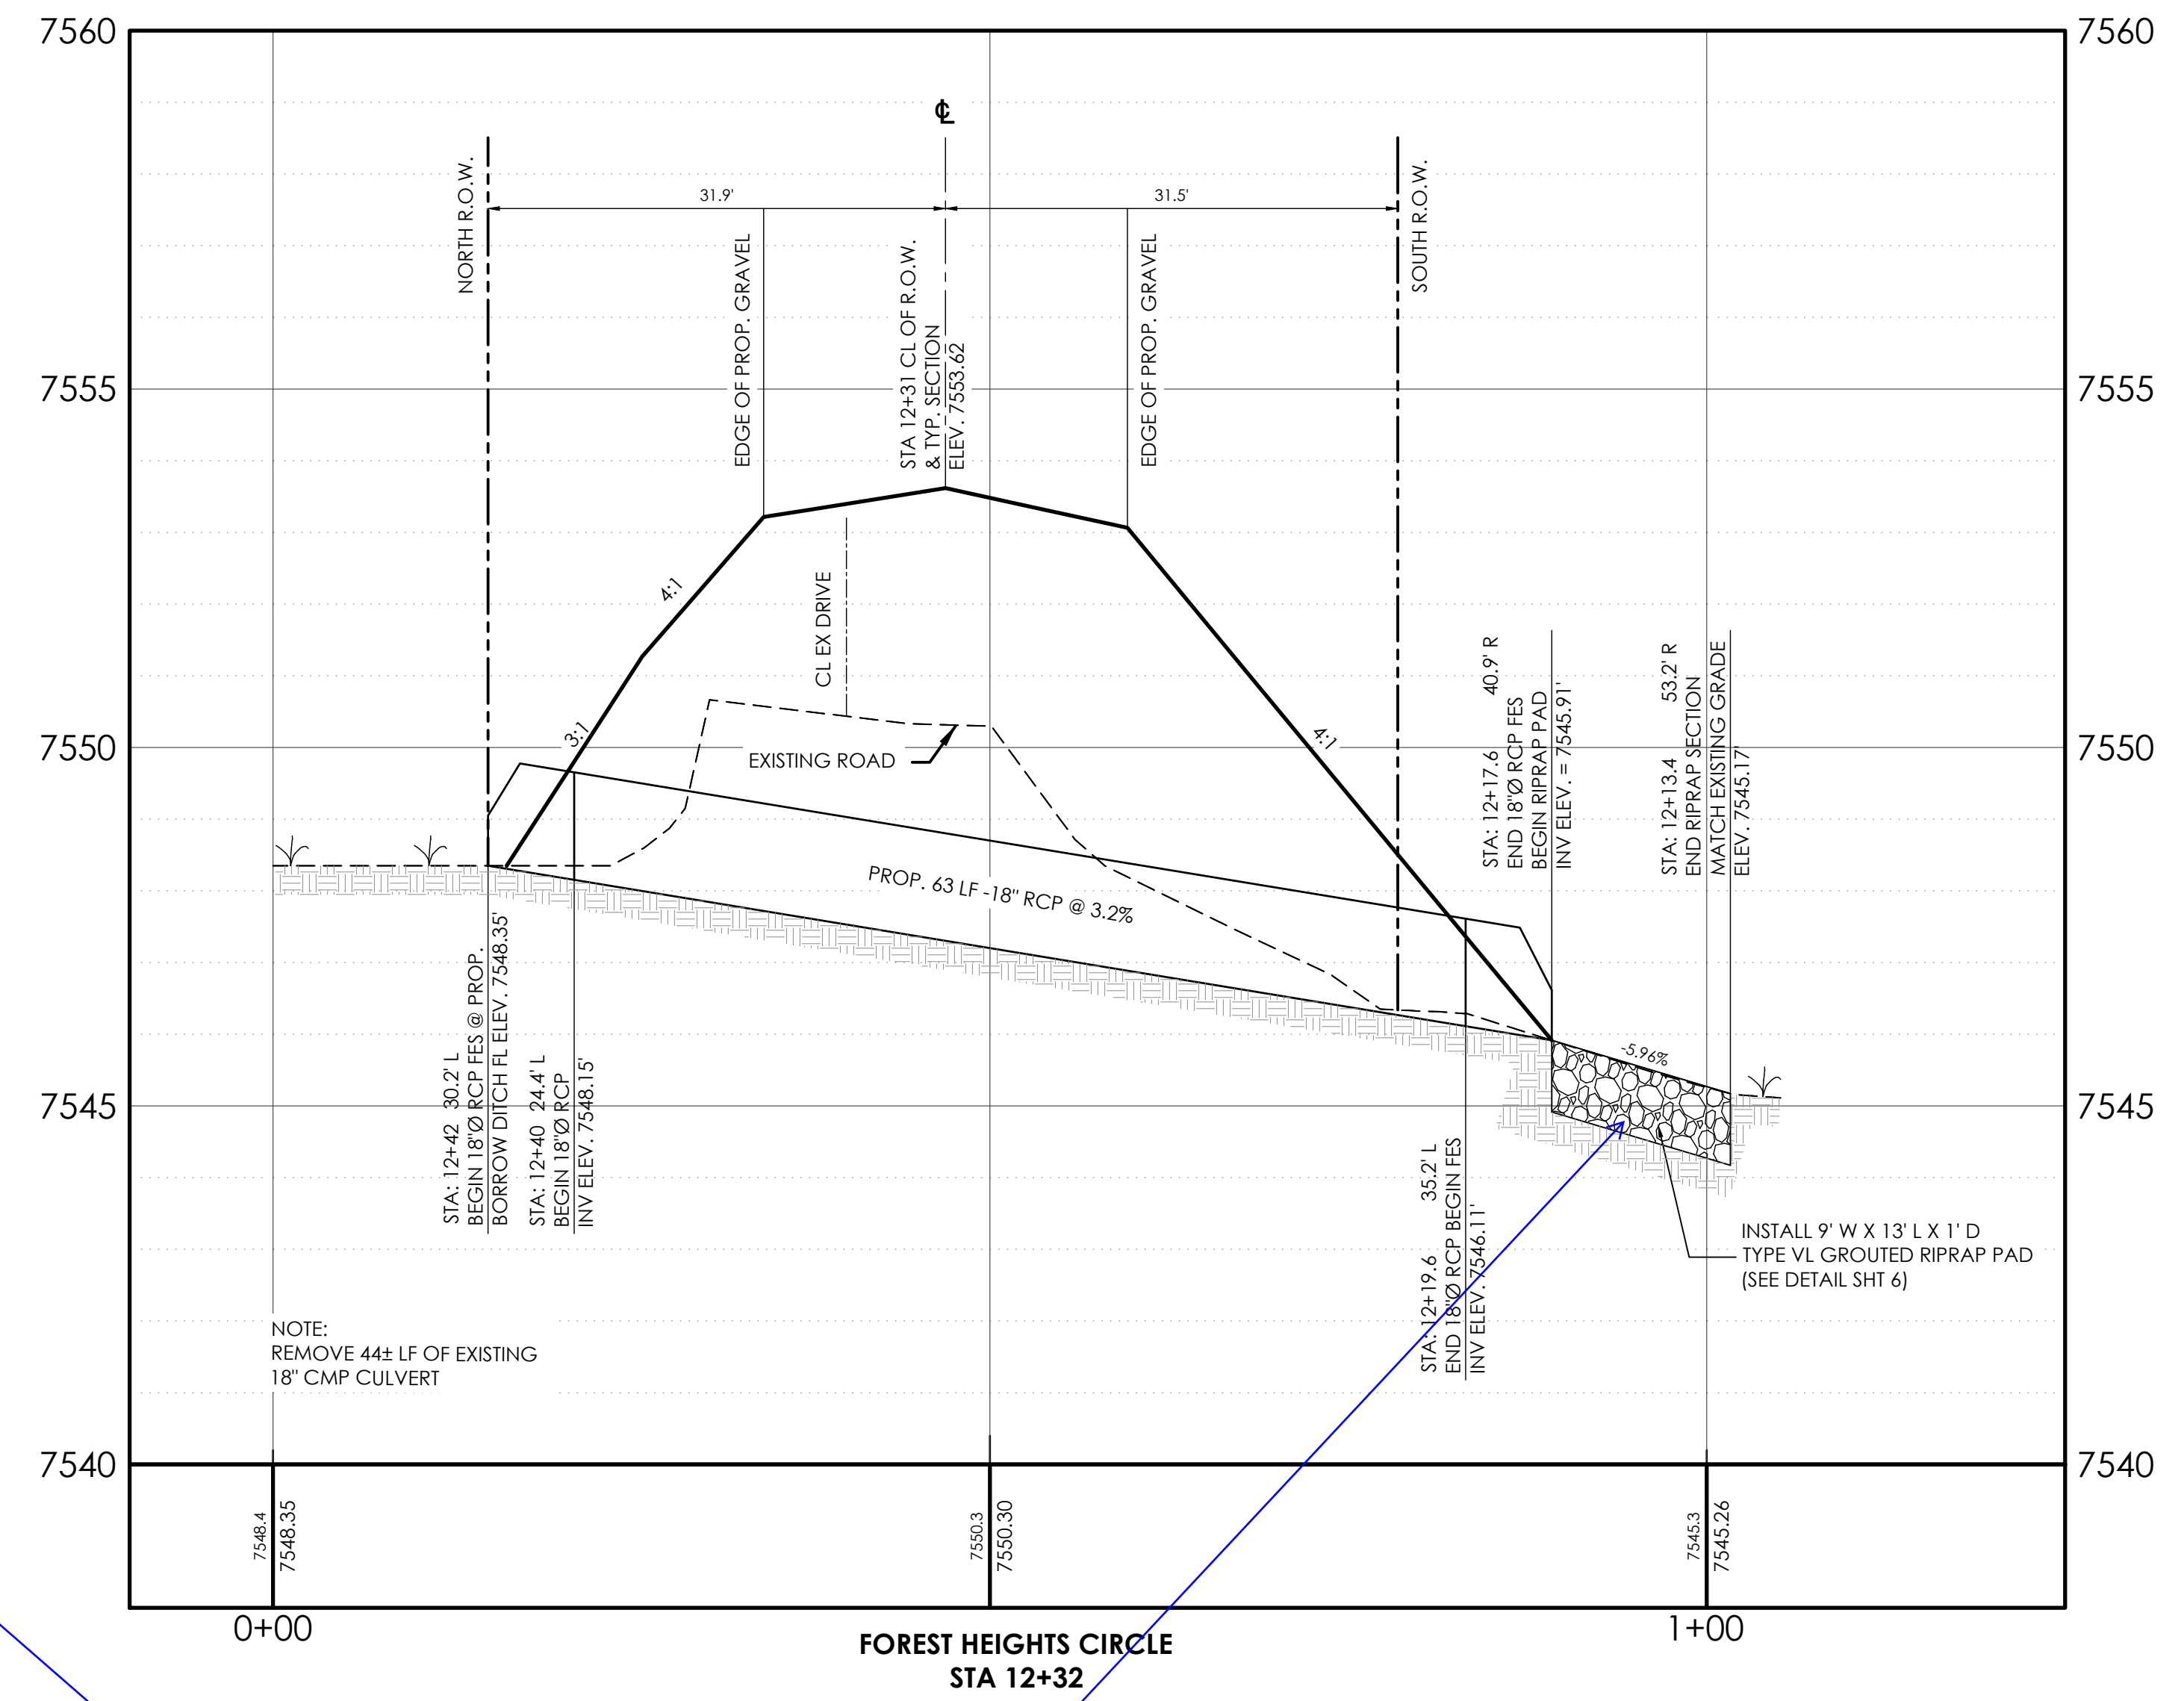 7560
7560
℄
NORTH R.O.W.
31.9'
31.5'
SOUTH R.O.W.
EDGE OF PROP. GRAVEL
STA 12+31 CL OF R.O.W.
& TYP. SECTION
ELEV. 7553.62
EDGE OF PROP. GRAVEL
7555
7555
4:1
CL EX DRIVE
3:1
EXISTING ROAD
4:1
7550
7550
STA: 12+17.6 40.9' R
END 18"Ø RCP FES
BEGIN RIPRAP PAD
INV ELEV. = 7545.91'
STA: 12+13.4 53.2' R
END RIPRAP SECTION
MATCH EXISTING GRADE
ELEV. 7545.17'
PROP. 63 LF -18" RCP @ 3.2%
-5.96%
STA: 12+42 30.2' L
BEGIN 18"Ø RCP FES @ PROP.
BORROW DITCH FL ELEV. 7548.35'
STA: 12+40 24.4' L
BEGIN 18"Ø RCP
INV ELEV. 7548.15'
7545
7545
STA: 12+19.6 35.2' L
END 18"Ø RCP BEGIN FES
INV ELEV. 7546.11'
INSTALL 9' W X 13' L X 1' D
TYPE VL GROUTED RIPRAP PAD
(SEE DETAIL SHT 6)
NOTE:
REMOVE 44± LF OF EXISTING
18" CMP CULVERT
7540
7540
7548.4
7548.35
7550.3
7550.30
7545.3
7545.26
0+00
1+00
FOREST HEIGHTS CIRCLE
STA 12+32